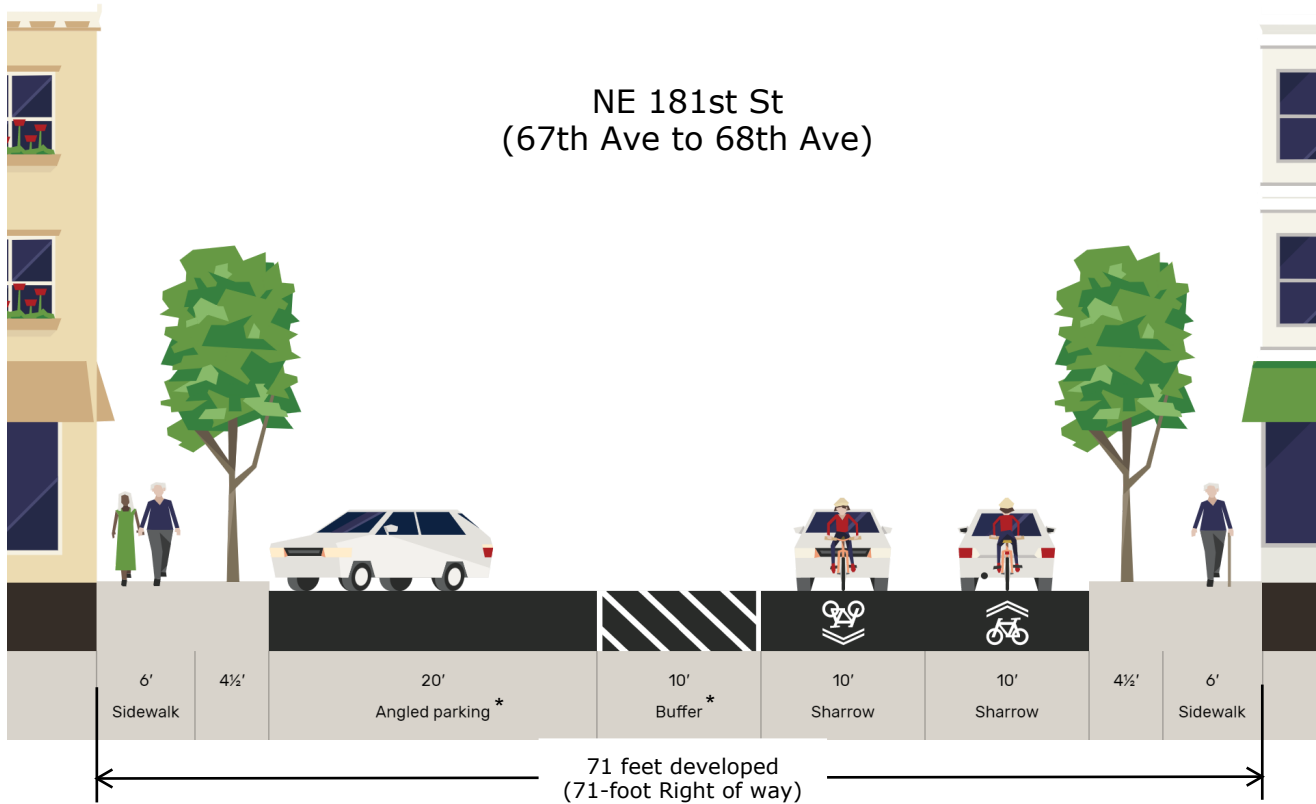 NE 181st St
(67th Ave to 68th Ave)
6′ 4½′ 20′ 10′ 10′ 10′ 4½′ 6′
Sidewalk Angled parking * Buffer * Sharrow Sharrow Sidewalk
71 feet developed
(71-foot Right of way)